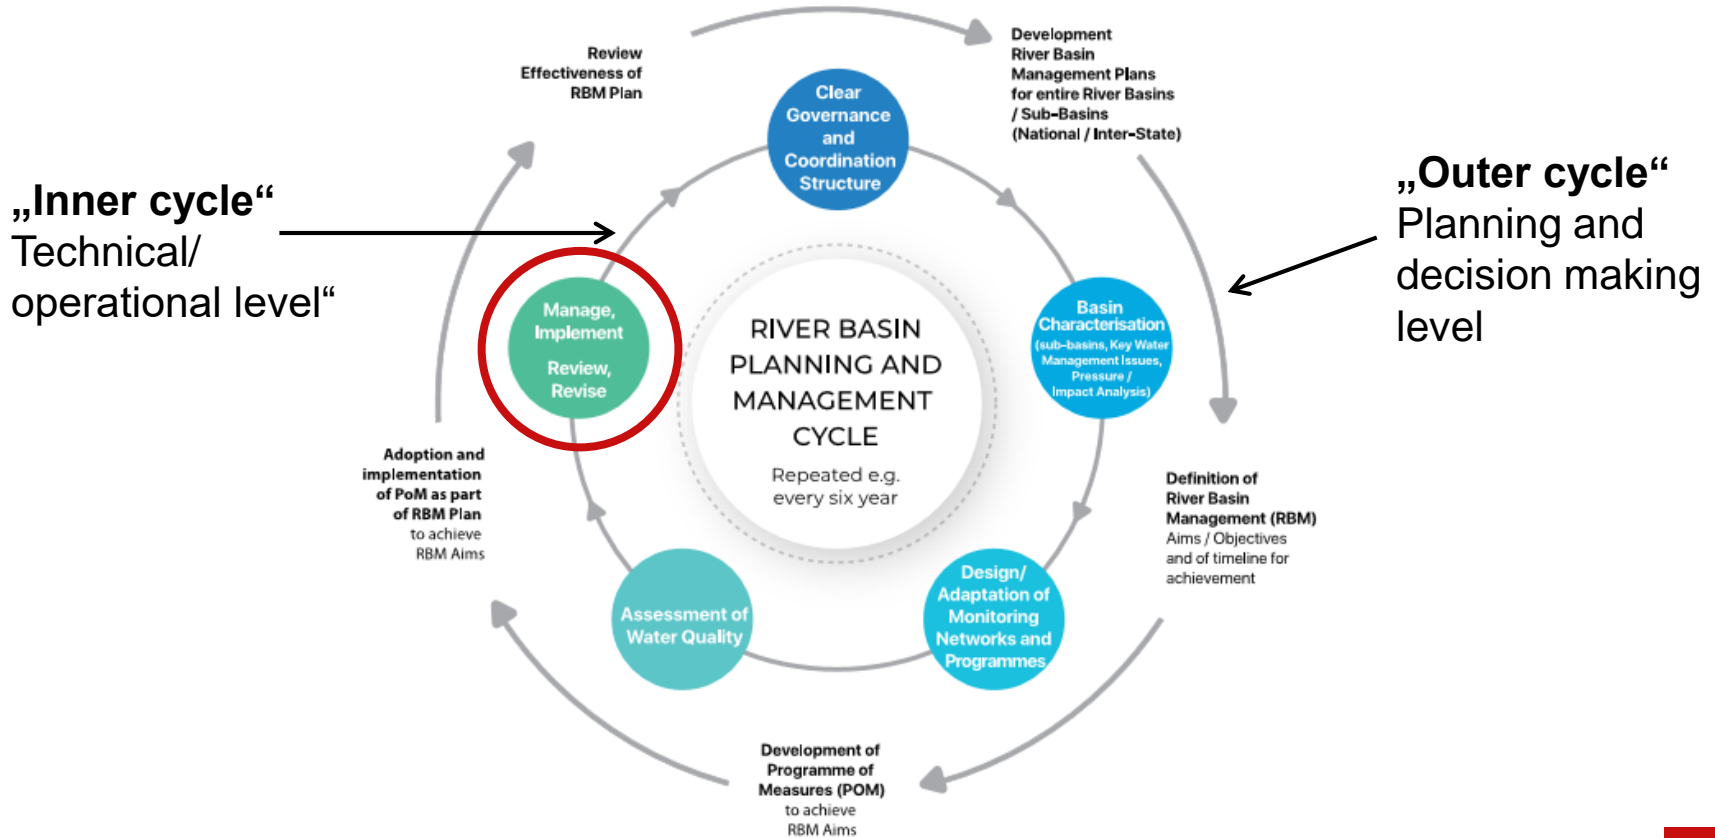 Review
Effectiveness of
RBM Plan
Development
River Basin
Management Plans
for entire River Basins
/ Sub-Basins
(National / Inter-State)
Clear
Governance
and
Coordination
Structure
„Inner cycle“
Technical/
operational level“
„Outer cycle“
Planning and
decision making
level
Manage,
Implement
Review,
Revise
RIVER BASIN
PLANNING AND
MANAGEMENT
CYCLE
Repeated e.g.
every six year
Basin
Characterisation
(sub-basins, Key Water
Management Issues,
Pressure /
Impact Analysis)
Adoption and
implementation
of PoM as part
of RBM Plan
to achieve
RBM Aims
Definition of
River Basin
Management (RBM)
Aims / Objectives
and of timeline for
achievement
Assessment of
Water Quality
Design/
Adaptation of
Monitoring
Networks and
Programmes
Development of
Programme of
Measures (POM)
to achieve
RBM Aims